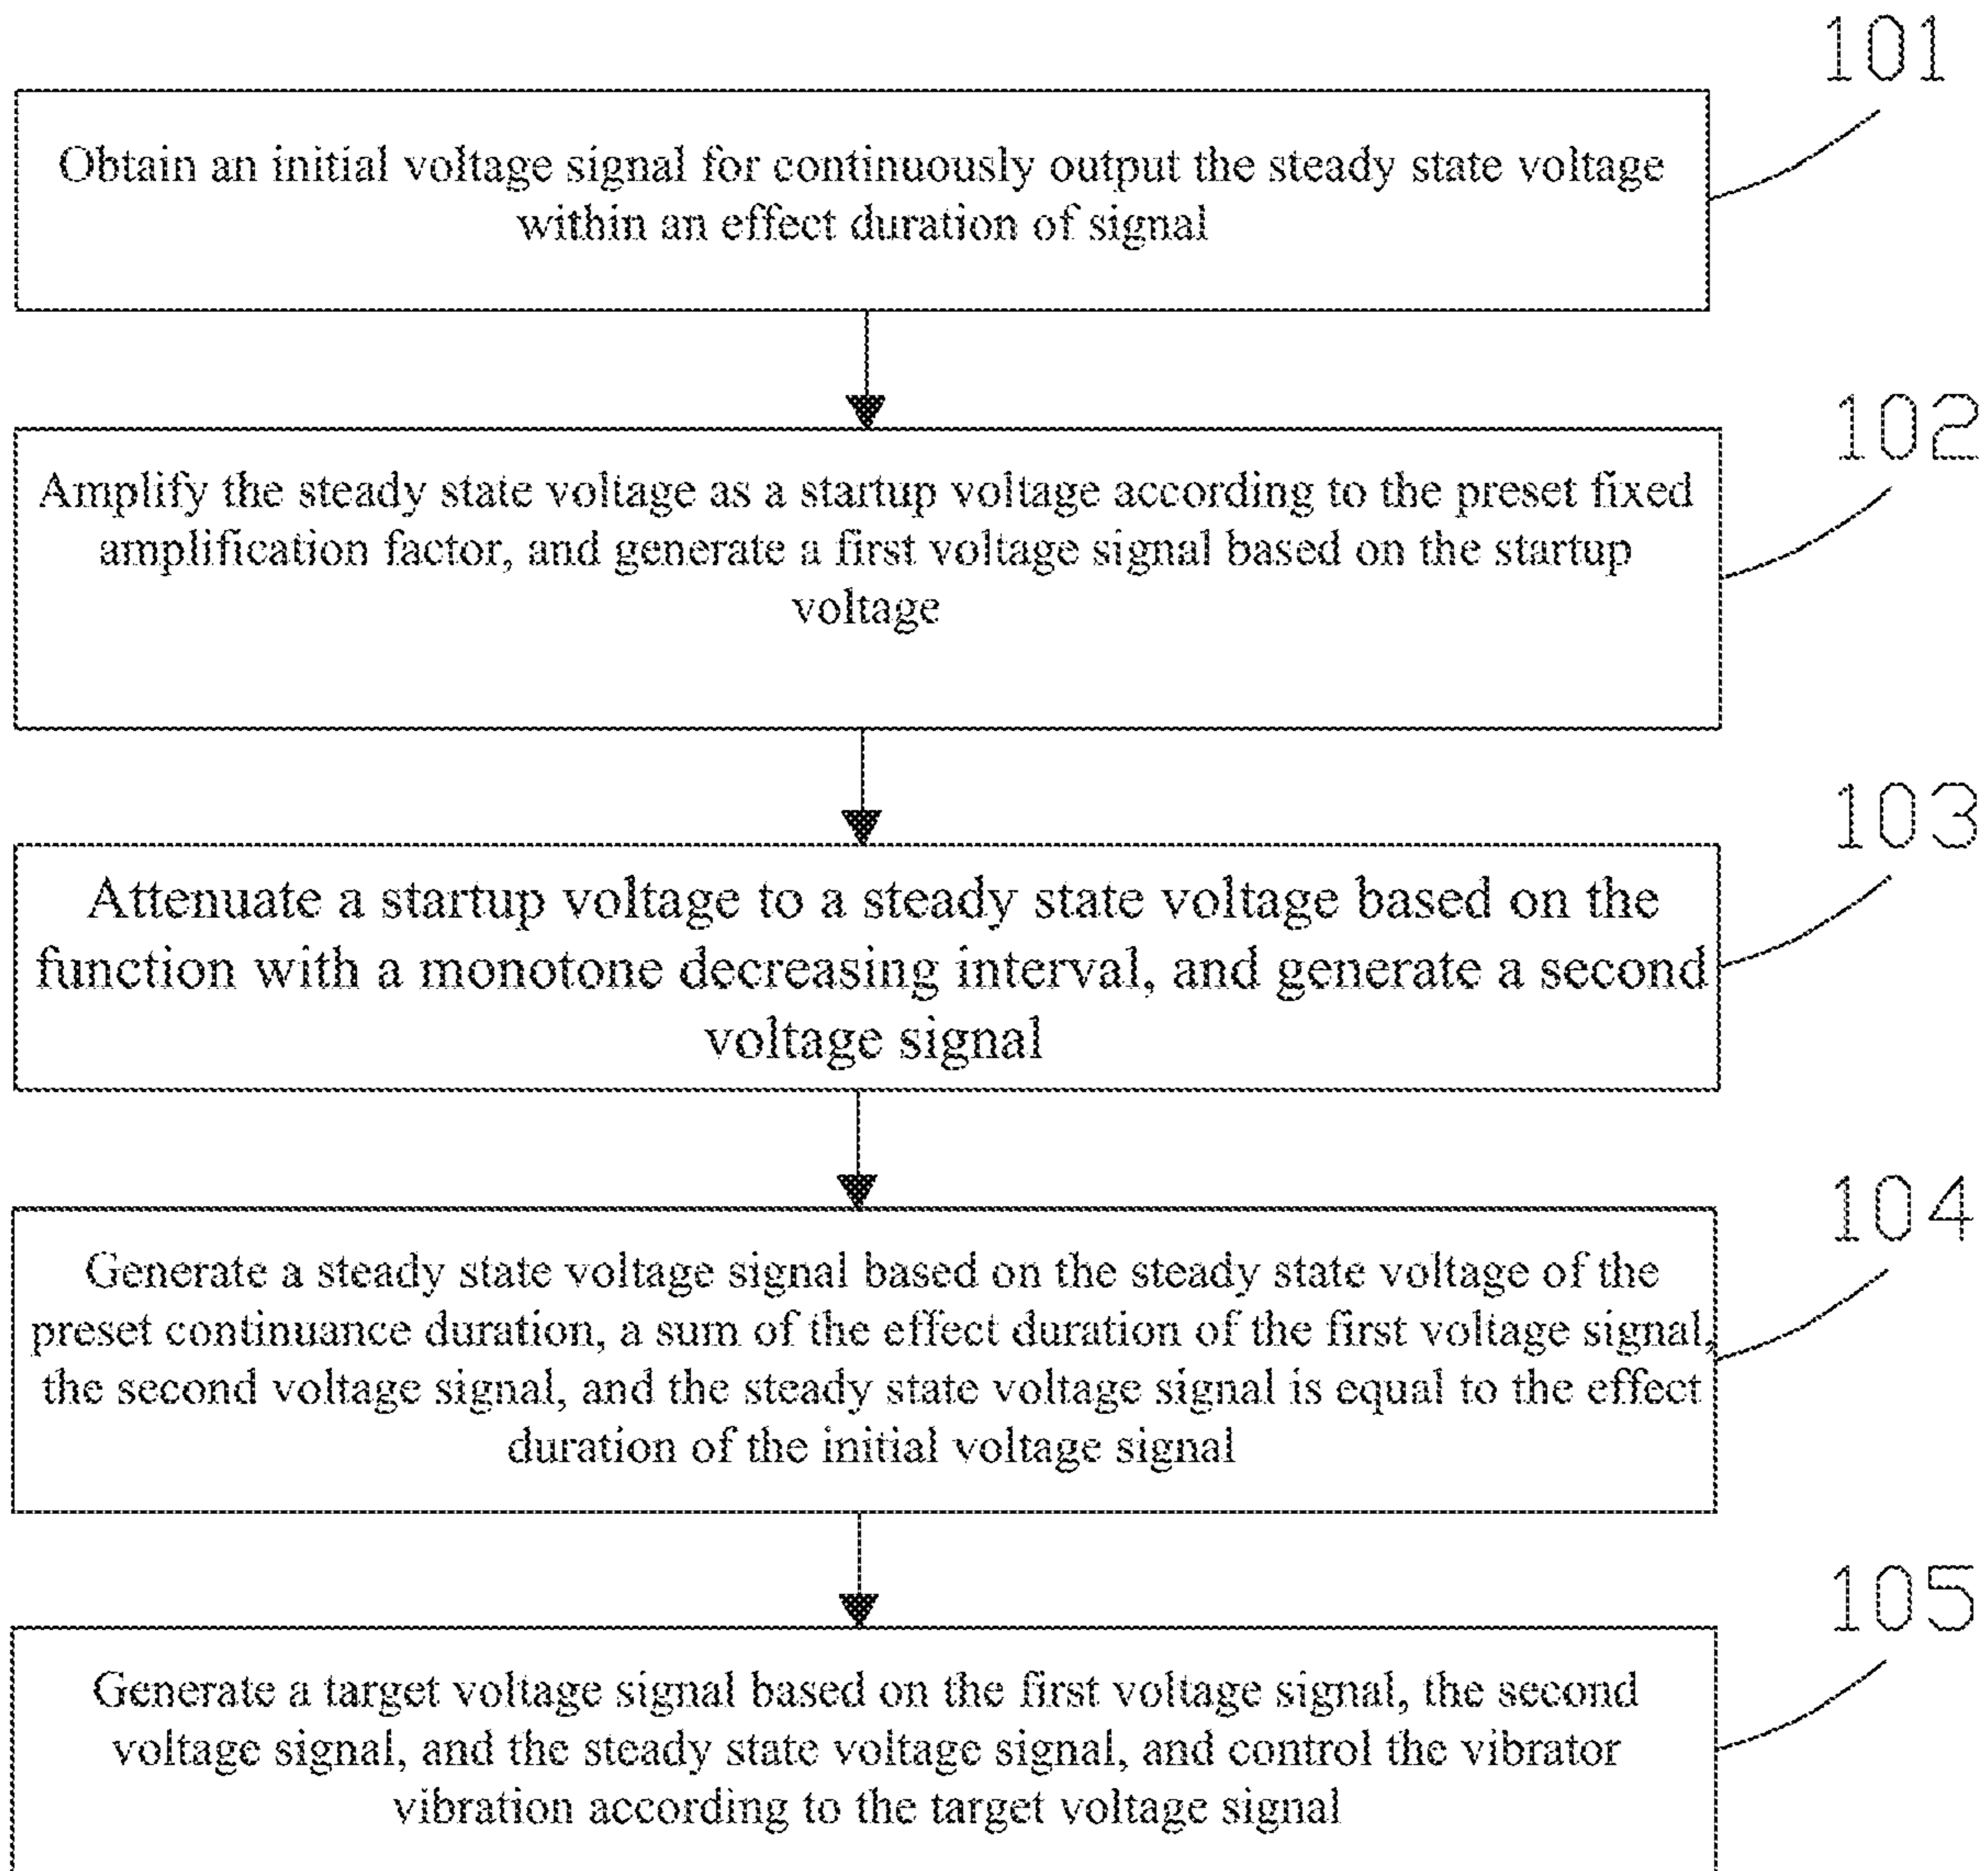 101
Obtain an initial voltage signal for continuously output the steady state voltage
within an effect duration of signal
102
Amplify the steady state voltage as a startup voltage according to the preset fixed
amplification factor, and generate a first voltage signal based on the startup
voltage
103
Attenuate a startup voltage to a steady state voltage based on the
function with a monotone decreasing interval, and generate a second
voltage signal
104
Generate a steady state voltage signal based on the steady state voltage of the
preset continuance duration, a sum of the effect duration of the first voltage signal,
the second voltage signal, and the steady state voltage signal is equal to the effect
duration of the initial voltage signal
105
Generate a target voltage signal based on the first voltage signal, the second
voltage signal, and the steady state voltage signal, and control the vibrator
vibration according to the target voltage signal